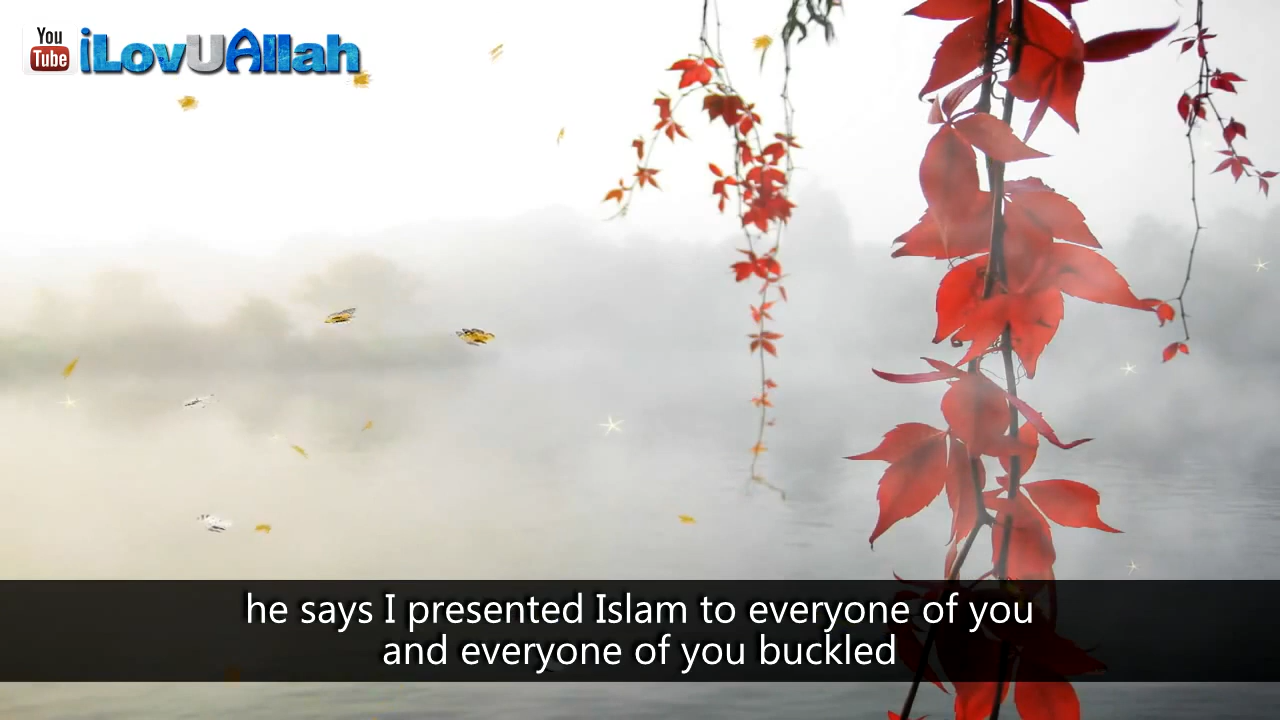 You
Tube
iLovUAllah
he says I presented Islam to everyone of you
and everyone of you buckled